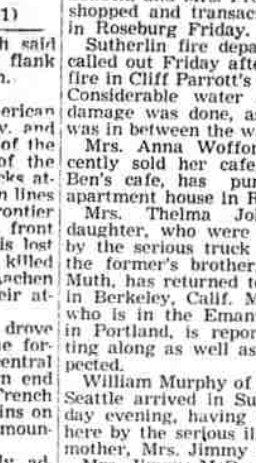 1)
h said
flank
n.
erican
y. and
of the
of the
cks at-
n lines
rontier
front
is lost
killed
Aachen
eir at-
drove
e for-
entral
n end
French
ins on
moun-
ly ad
shopped and transac
in Roseburg Friday.
Sutherlin fire depa
called out Friday afte
fire in Cliff Parrott's
Considerable water
damage was done, as
was in between the w
Mrs. Anna Woffor
cently sold her cafe
Ben's cafe, has pur
apartment house in R
Mrs. Thelma Jo
daughter, who were
by the serious truck
the former's brother,
Muth, has returned t
in Berkeley, Calif. M
who is in the Eman
in Portland, is repor
ting along as well as
pected.
William Murphy of
Seattle arrived in Su
day evening, having
here by the serious il
mother, Mrs. Jimmy